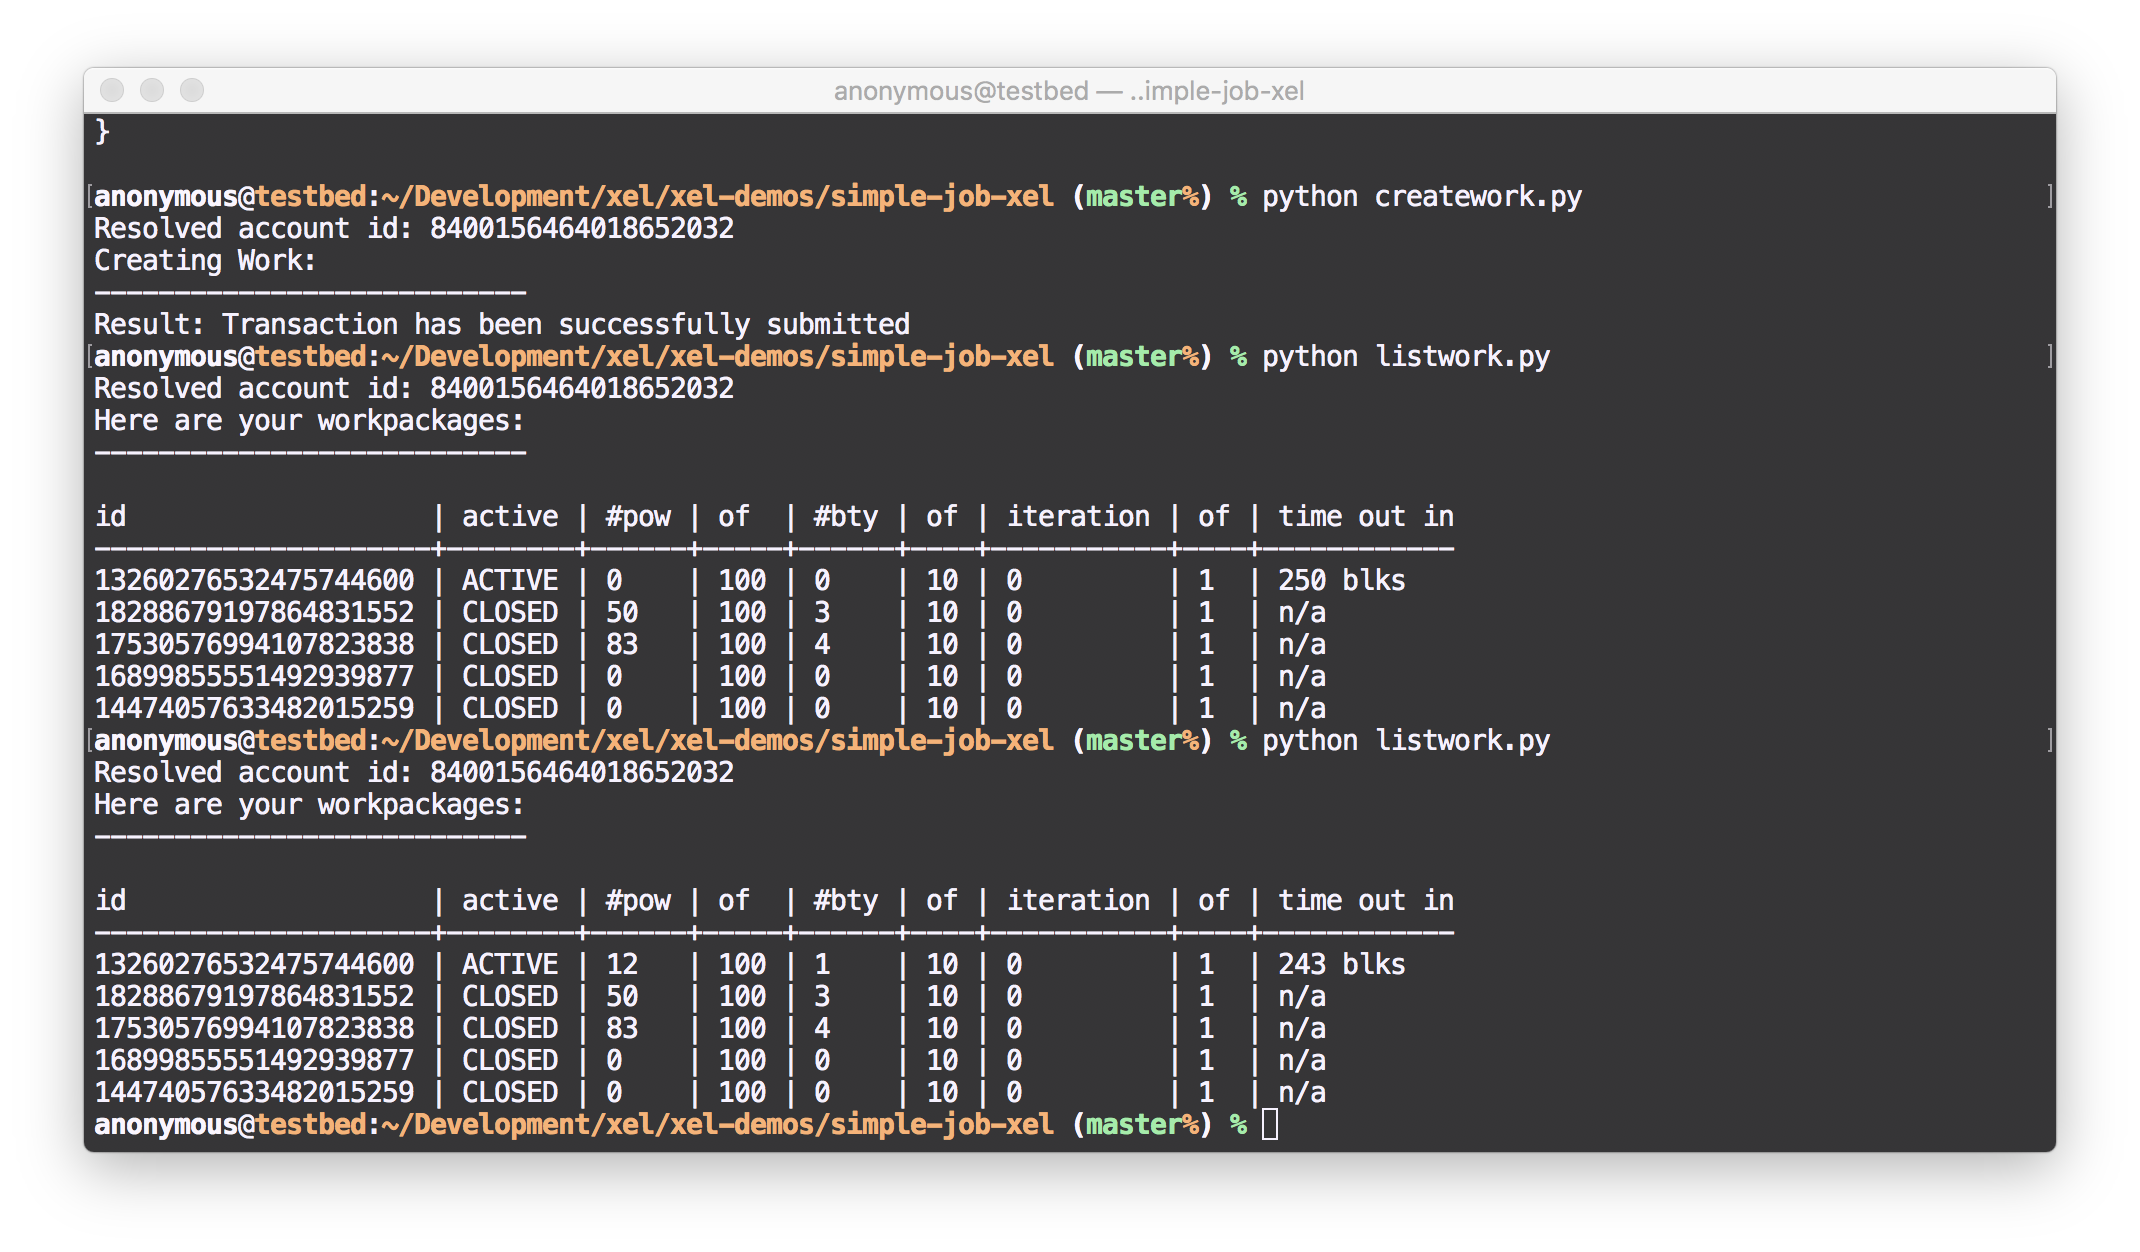 anonymous@testbed — ..imple-job-xel
}
[anonymous@testbed:~/Development/xel/xel-demos/simple-job-xel (master%) % python creatework.py ]
Resolved account id: 8400156464018652032
Creating Work:
---------------------------
Result: Transaction has been successfully submitted
[anonymous@testbed:~/Development/xel/xel-demos/simple-job-xel (master%) % python listwork.py ]
Resolved account id: 8400156464018652032
Here are your workpackages:
---------------------------
id                   | active | #pow | of  | #bty | of | iteration | of | time out in
---------------------+--------+------+-----+------+----+-----------+----+------------
13260276532475744600 | ACTIVE | 0    | 100 | 0    | 10 | 0         | 1  | 250 blks
18288679197864831552 | CLOSED | 50   | 100 | 3    | 10 | 0         | 1  | n/a
17530576994107823838 | CLOSED | 83   | 100 | 4    | 10 | 0         | 1  | n/a
16899855551492939877 | CLOSED | 0    | 100 | 0    | 10 | 0         | 1  | n/a
14474057633482015259 | CLOSED | 0    | 100 | 0    | 10 | 0         | 1  | n/a
[anonymous@testbed:~/Development/xel/xel-demos/simple-job-xel (master%) % python listwork.py ]
Resolved account id: 8400156464018652032
Here are your workpackages:
---------------------------
id                   | active | #pow | of  | #bty | of | iteration | of | time out in
---------------------+--------+------+-----+------+----+-----------+----+------------
13260276532475744600 | ACTIVE | 12   | 100 | 1    | 10 | 0         | 1  | 243 blks
18288679197864831552 | CLOSED | 50   | 100 | 3    | 10 | 0         | 1  | n/a
17530576994107823838 | CLOSED | 83   | 100 | 4    | 10 | 0         | 1  | n/a
16899855551492939877 | CLOSED | 0    | 100 | 0    | 10 | 0         | 1  | n/a
14474057633482015259 | CLOSED | 0    | 100 | 0    | 10 | 0         | 1  | n/a
anonymous@testbed:~/Development/xel/xel-demos/simple-job-xel (master%) %